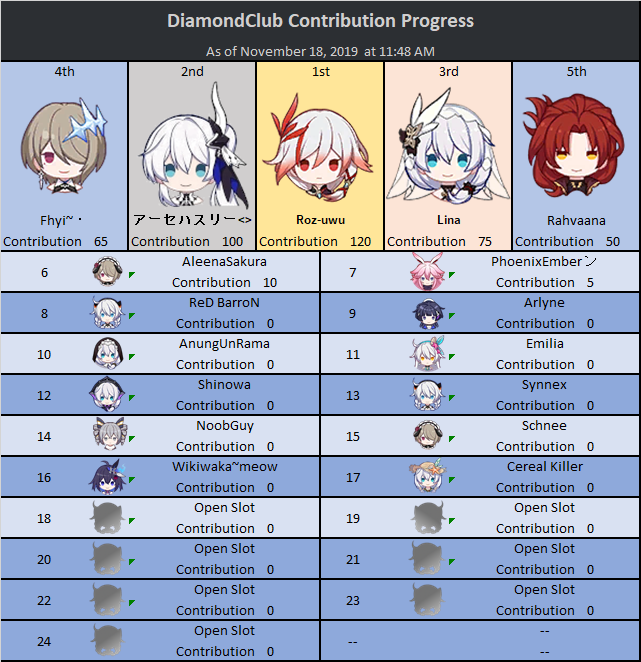 DiamondClub Contribution Progress
As of November 18, 2019 at 11:48 AM
4th 2nd 1st 3rd 5th
Fhyi~・ アーセハスリー<> Roz-uwu Lina Rahvaana
Contribution 65 Contribution 100 Contribution 120 Contribution 75 Contribution 50
6 AleenaSakura 7 PhoenixEmberン
Contribution 10 Contribution 5
8 ReD BarroN 9 Arlyne
Contribution 0 Contribution 0
10 AnungUnRama 11 Emilia
Contribution 0 Contribution 0
12 Shinowa 13 Synnex
Contribution 0 Contribution 0
14 NoobGuy 15 Schnee
Contribution 0 Contribution 0
16 Wikiwaka~meow 17 Cereal Killer
Contribution 0 Contribution 0
18 Open Slot 19 Open Slot
Contribution 0 Contribution 0
20 Open Slot 21 Open Slot
Contribution 0 Contribution 0
22 Open Slot 23 Open Slot
Contribution 0 Contribution 0
24 Open Slot -- --
Contribution 0 --